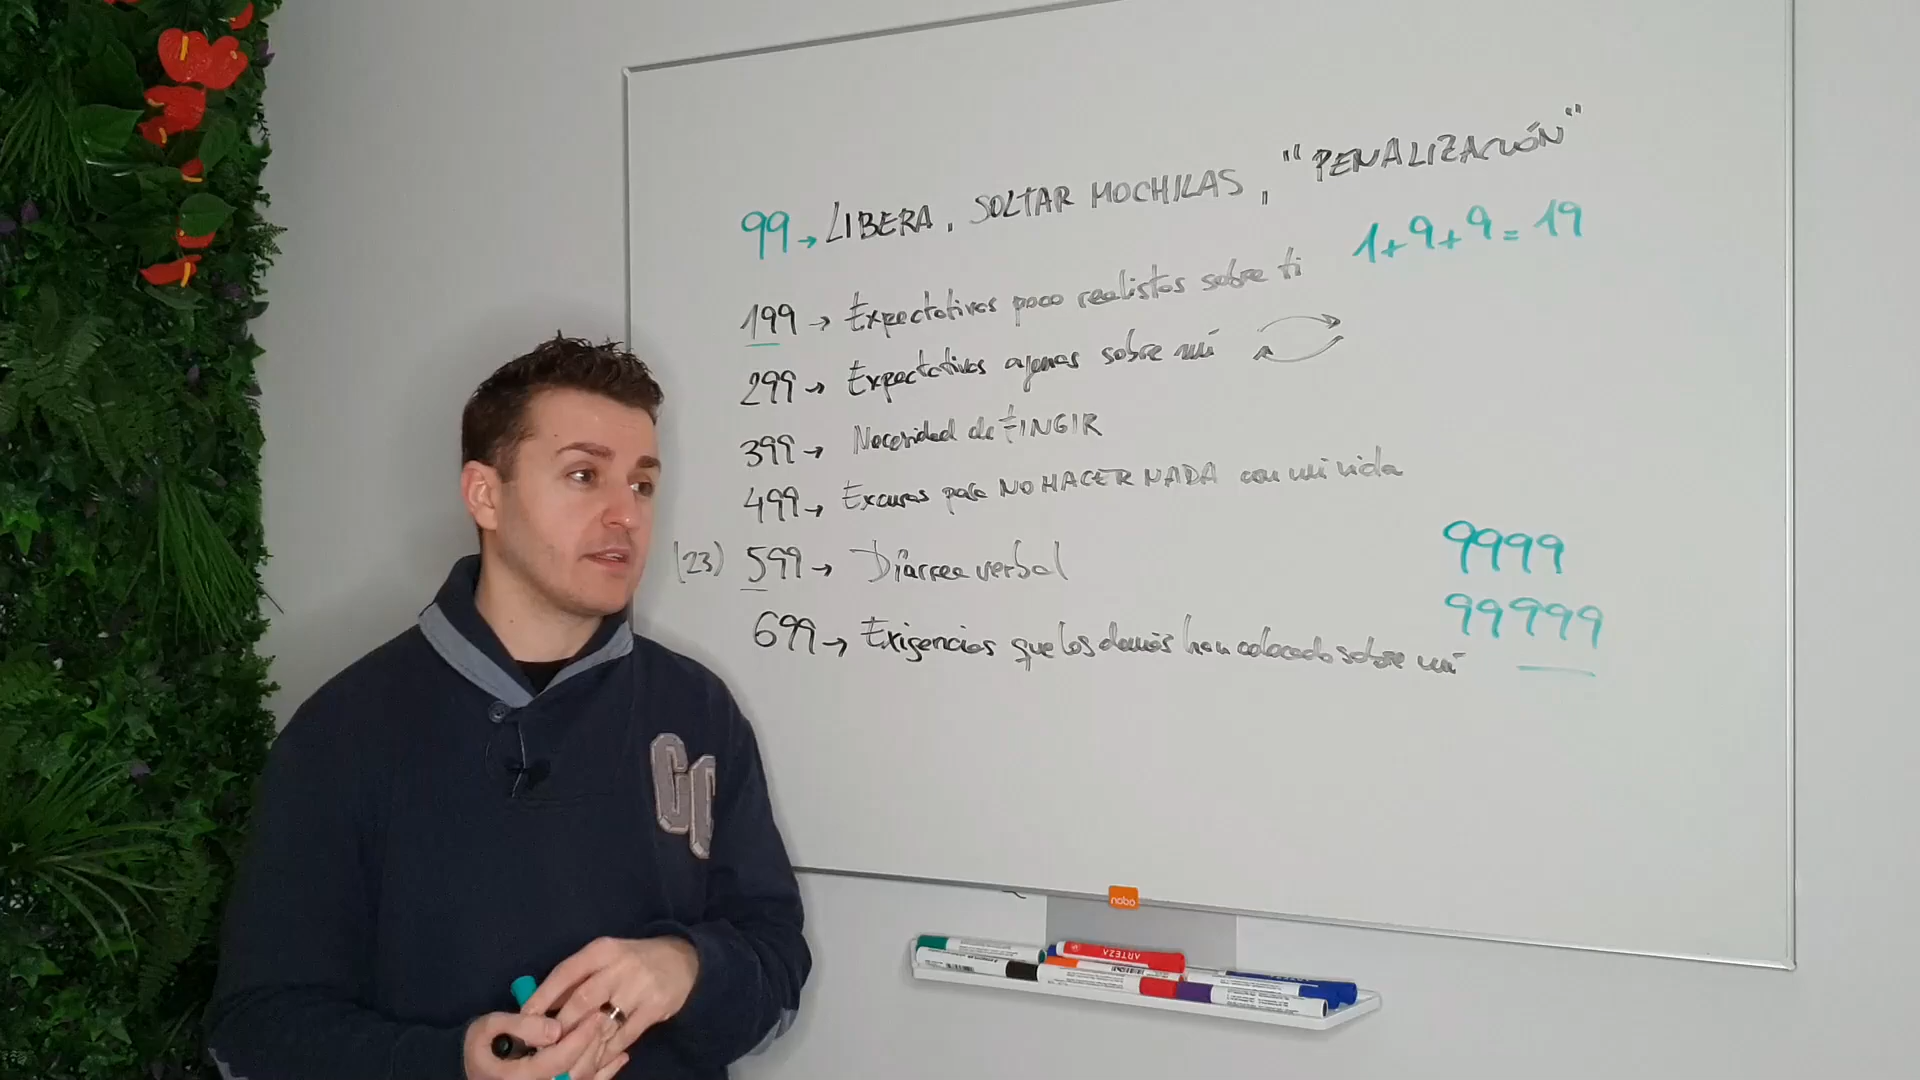 99 → LIBERA, SOLTAR MOCHILAS, "PENALIZACIÓN"
1+9+9=19
199 → Expectativas poco realistas sobre ti
299 → Expectativas ajenas sobre mí
399 → Necesidad de FINGIR
499 → Excusas para NO HACER NADA con mi vida
(23) 599 → Diarrea verbal
699 → Exigencias que los demás han colocado sobre mí
9999
99999
nobo
ARTEZA